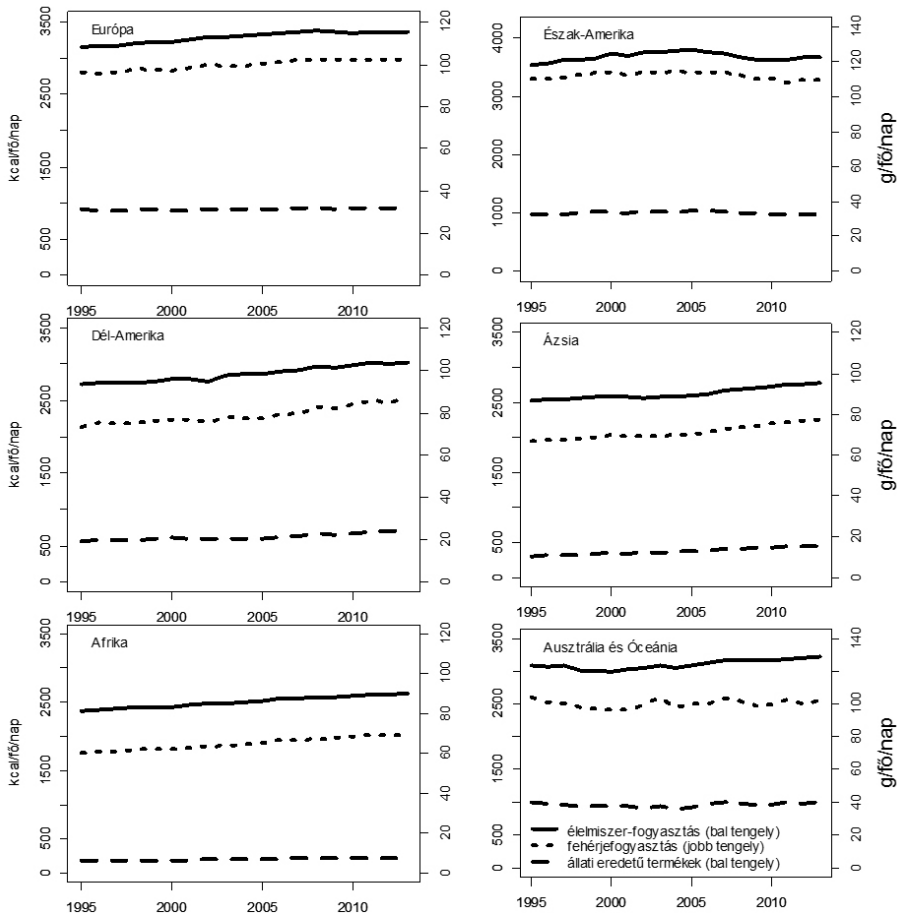 Európa
kcal/fő/nap
0 500 1500 2500 3500
0 20 40 60 80 100 120
1995 2000 2005 2010
Észak-Amerika
g/fő/nap
0 1000 2000 3000 4000
0 20 40 60 80 100 120 140
1995 2000 2005 2010
Dél-Amerika
kcal/fő/nap
0 500 1500 2500 3500
0 20 40 60 80 100 120
1995 2000 2005 2010
Ázsia
g/fő/nap
0 500 1500 2500 3500
0 20 40 60 80 100 120
1995 2000 2005 2010
Afrika
kcal/fő/nap
0 500 1500 2500 3500
0 20 40 60 80 100 120
1995 2000 2005 2010
Ausztrália és Óceánia
g/fő/nap
0 500 1500 2500 3500
0 20 40 60 80 100 120 140
élelmiszer-fogyasztás (bal tengely)
fehérjefogyasztás (jobb tengely)
állati eredetű termékek (bal tengely)
1995 2000 2005 2010